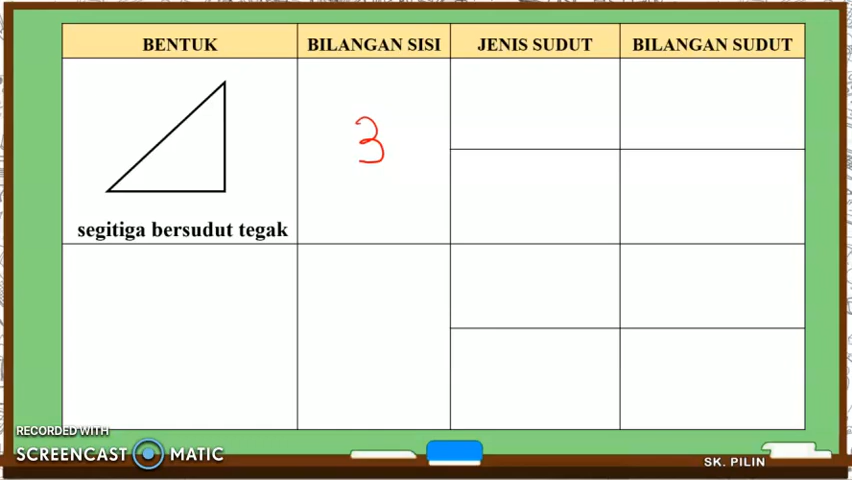 BENTUK BILANGAN SISI JENIS SUDUT BILANGAN SUDUT
3
segitiga bersudut tegak
RECORDED WITH
SCREENCAST MATIC
SK. PILIN